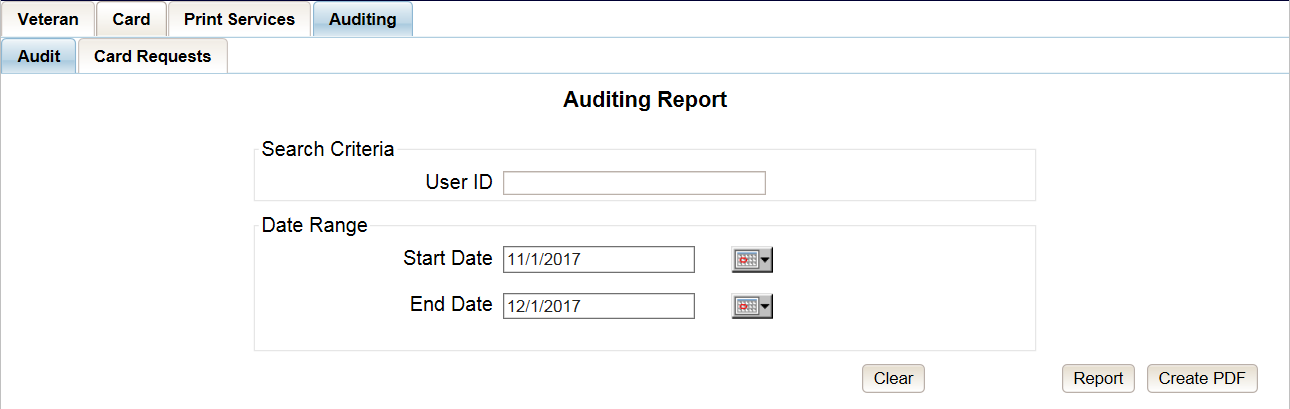 Veteran Card Print Services Auditing
Audit Card Requests
Auditing Report
Search Criteria
User ID
Date Range
Start Date 11/1/2017
End Date 12/1/2017
Clear Report Create PDF